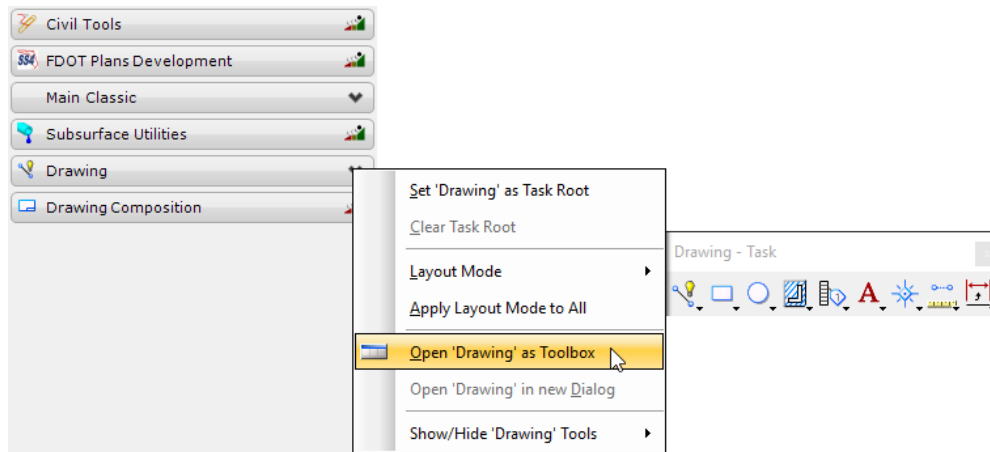 Civil Tools
SS4 FDOT Plans Development
Main Classic
Subsurface Utilities
Drawing
Drawing Composition
Set 'Drawing' as Task Root
Clear Task Root
Layout Mode
Apply Layout Mode to All
Open 'Drawing' as Toolbox
Open 'Drawing' in new Dialog
Show/Hide 'Drawing' Tools
Drawing - Task
1 A